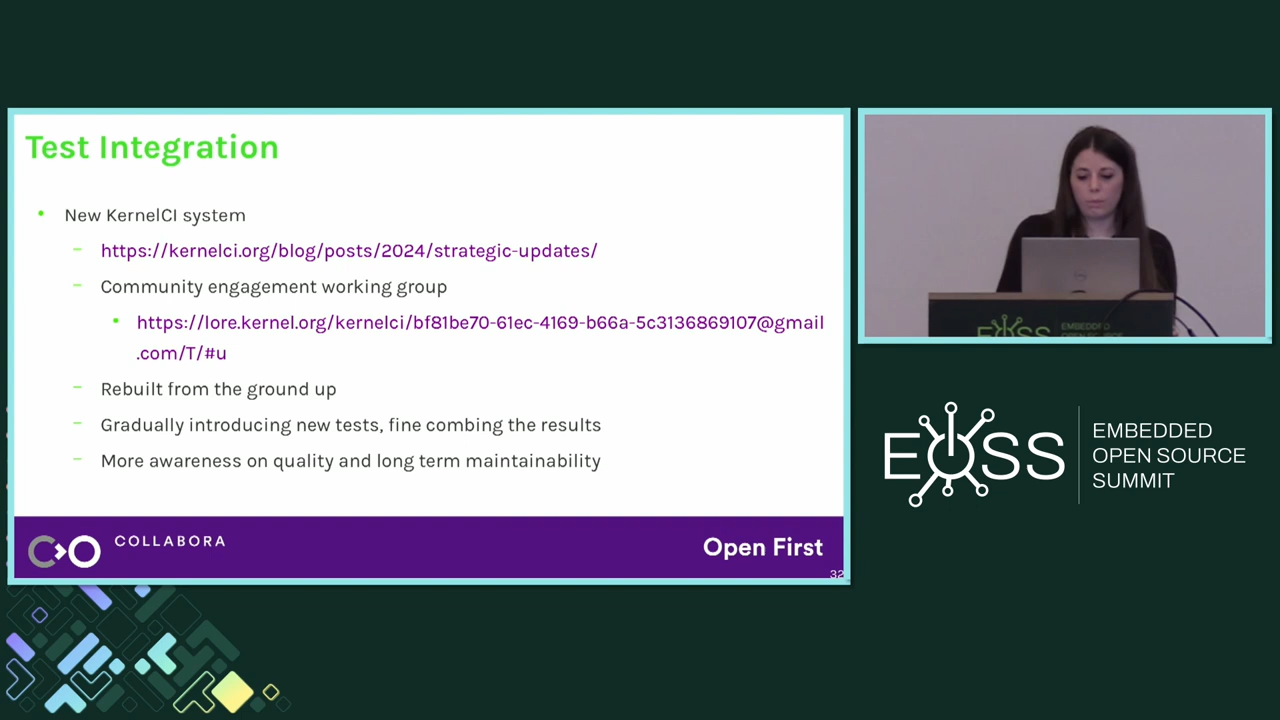 Test Integration
New KernelCI system
https://kernelci.org/blog/posts/2024/strategic-updates/
Community engagement working group
https://lore.kernel.org/kernelci/bf81be70-61ec-4169-b66a-5c3136869107@gmail
.com/T/#u
Rebuilt from the ground up
Gradually introducing new tests, fine combing the results
More awareness on quality and long term maintainability
COLLABORA
Open First
32
EOSS
EMBEDDED
EOSS
EMBEDDED
OPEN SOURCE
SUMMIT